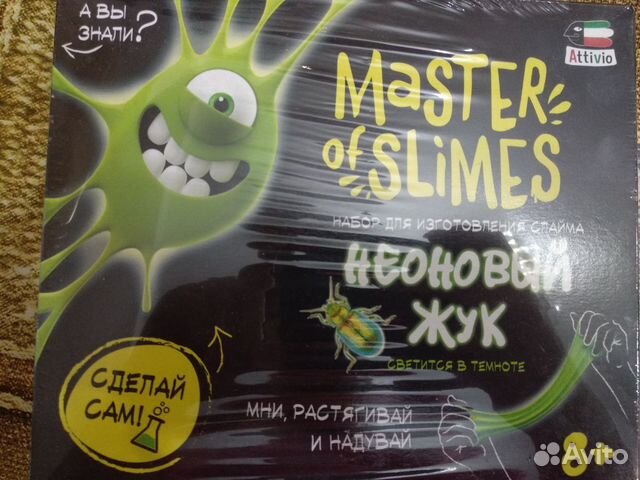 А ВЫ
ЗНАЛИ?
Attivio
MASTER
OF SLIMES
НАБОР ДЛЯ ИЗГОТОВЛЕНИЯ СЛАЙМА
НЕОНОВЫЙ
ЖУК
СВЕТИТСЯ В ТЕМНОТЕ
СДЕЛАЙ
САМ!
МНИ, РАСТЯГИВАЙ
И НАДУВАЙ
8+
Avito